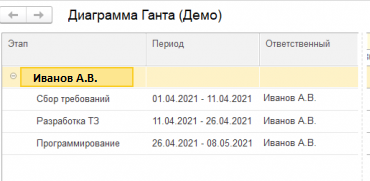 Диаграмма Ганта (Демо)
Этап Период Ответственный
Иванов А.В.
Сбор требований 01.04.2021 - 11.04.2021 Иванов А.В.
Разработка ТЗ 11.04.2021 - 26.04.2021 Иванов А.В.
Программирование 26.04.2021 - 08.05.2021 Иванов А.В.